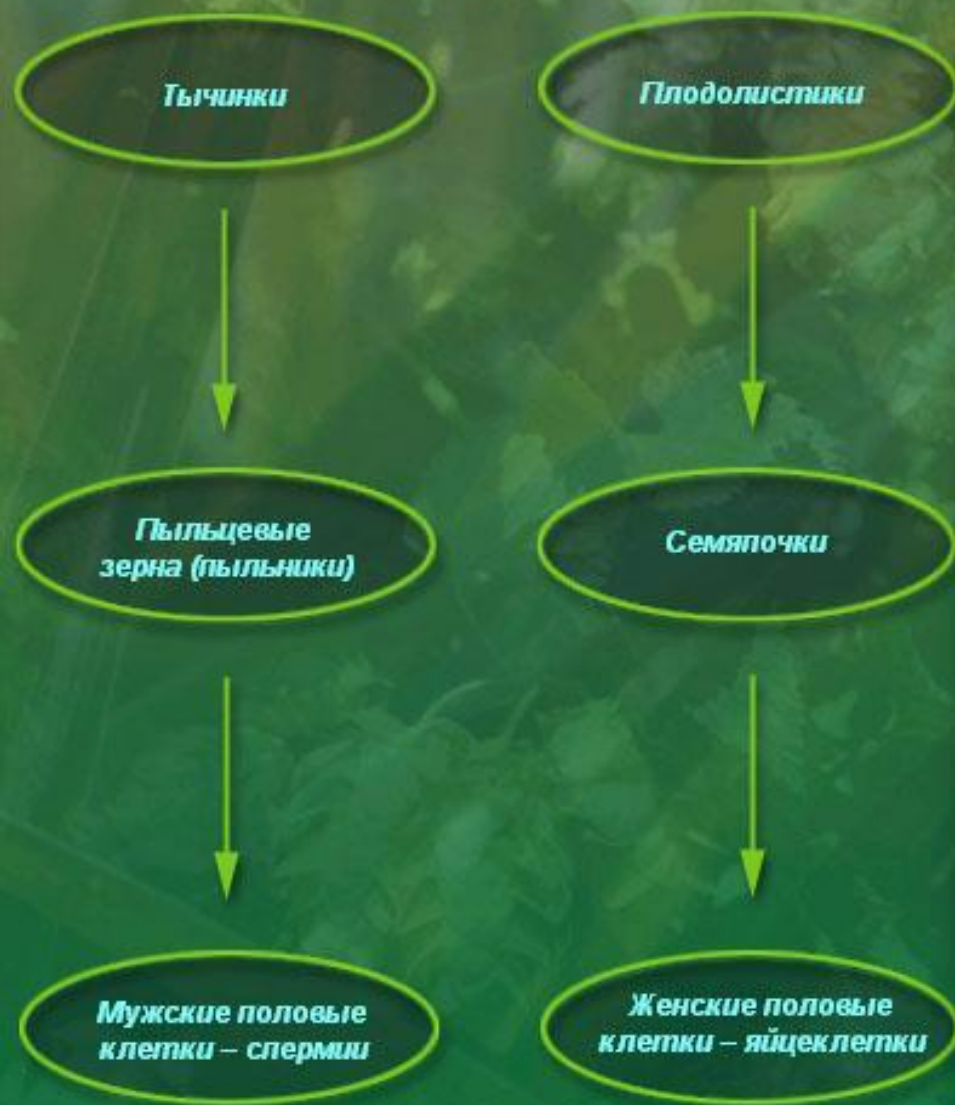 Тычинки
Плодолистики
Пыльцевые
зерна (пыльники)
Семяпочки
Мужские половые
клетки – спермии
Женские половые
клетки – яйцеклетки